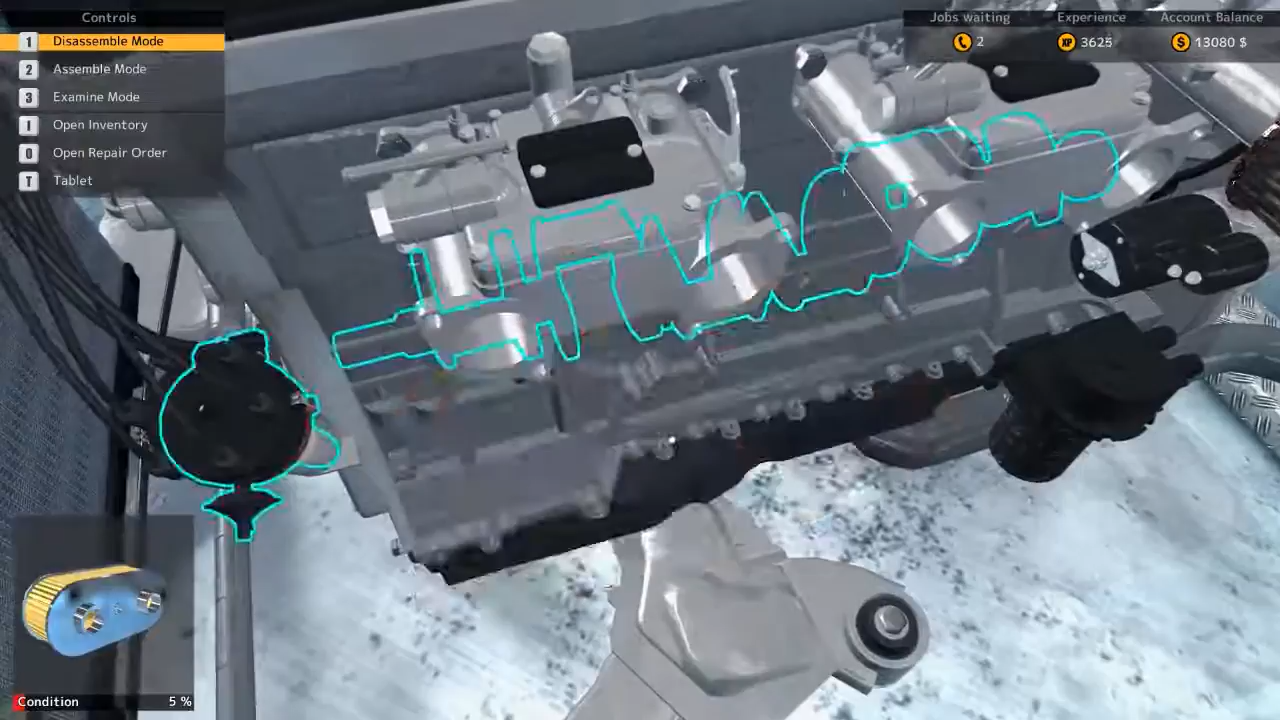 Controls
1 Disassemble Mode
2 Assemble Mode
3 Examine Mode
I Open Inventory
O Open Repair Order
T Tablet
Jobs waiting Experience Account Balance
2 XP 3625 $ 13080 $
Condition 5 %